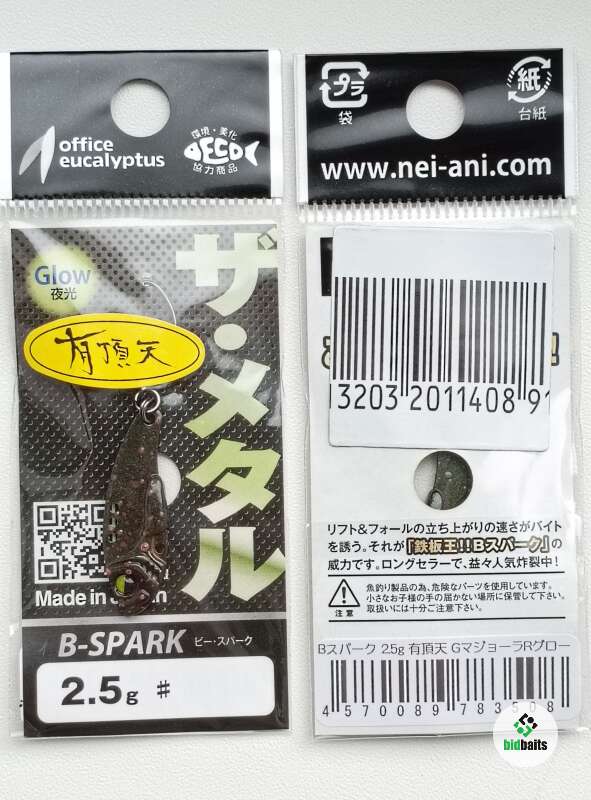 office
eucalyptus
環境・美化
ECO
協力商品
Glow
夜光
有頂天
ザ・メタル
Made in
B-SPARK ビー・スパーク
2.5g #
プラ
袋
紙
台紙
www.nei-ani.com
3203 2011408 91
リフト&フォールの立ち上がりの速さがバイト
を誘う。それが『鉄板王!!Bスパーク』の
威力です。ロングセラーで、益々人気炸裂中!
注意
魚釣り製品の為、危険なパーツを使用しています。
小さなお子様の手の届かない場所に保管して下さい。
取扱いには十分ご注意下さい。
Bスパーク 2.5g 有頂天 GマジョーラRグロー
4 570089 783508
bidbaits